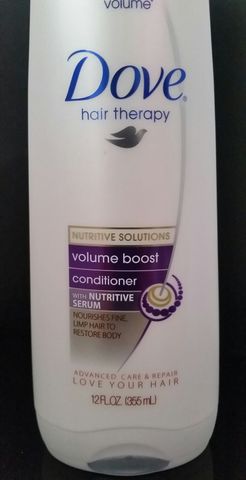 volume
Dove
hair therapy
NUTRITIVE SOLUTIONS
volume boost
conditioner
WITH NUTRITIVE
SERUM
NOURISHES FINE,
LIMP HAIR TO
RESTORE BODY
ADVANCED CARE & REPAIR
LOVE YOUR HAIR
12 FL.OZ. (355 mL)